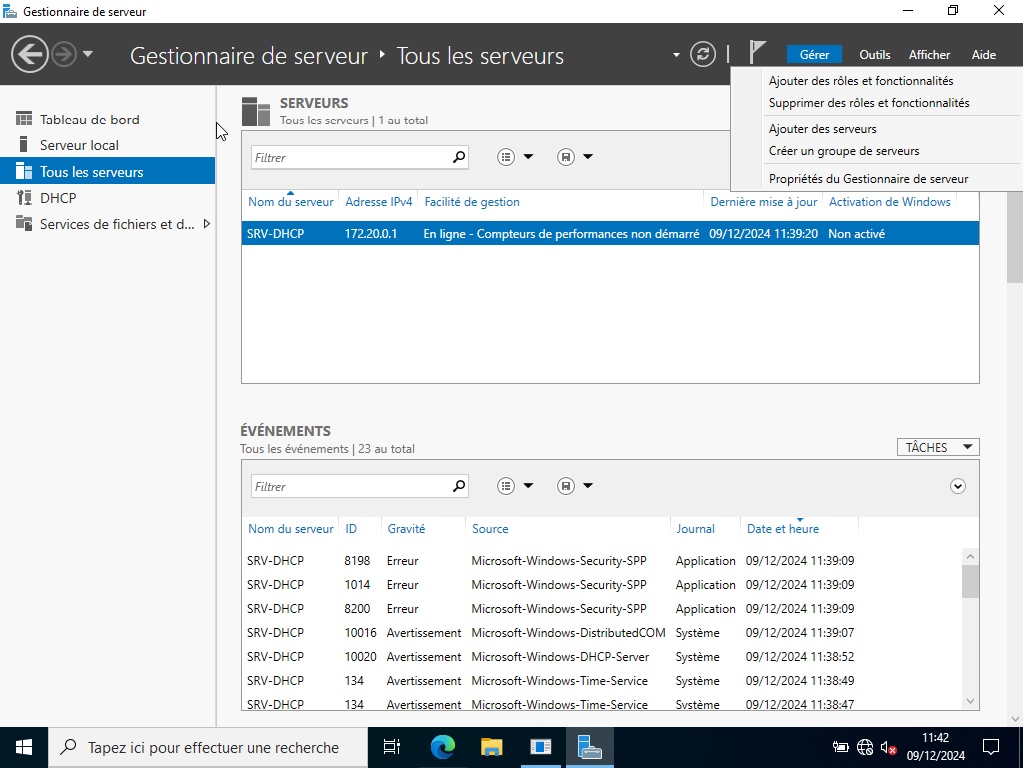 Gestionnaire de serveur
Gestionnaire de serveur ‣ Tous les serveurs
Gérer Outils Afficher Aide
Ajouter des rôles et fonctionnalités
Supprimer des rôles et fonctionnalités
Ajouter des serveurs
Créer un groupe de serveurs
Propriétés du Gestionnaire de serveur
Tableau de bord
Serveur local
Tous les serveurs
DHCP
Services de fichiers et d...
SERVEURS
Tous les serveurs | 1 au total
Filtrer
Nom du serveur Adresse IPv4 Facilité de gestion Dernière mise à jour Activation de Windows
SRV-DHCP 172.20.0.1 En ligne - Compteurs de performances non démarré 09/12/2024 11:39:20 Non activé
ÉVÉNEMENTS
Tous les événements | 23 au total
TÂCHES
Filtrer
Nom du serveur ID Gravité Source Journal Date et heure
SRV-DHCP 8198 Erreur Microsoft-Windows-Security-SPP Application 09/12/2024 11:39:09
SRV-DHCP 1014 Erreur Microsoft-Windows-Security-SPP Application 09/12/2024 11:39:09
SRV-DHCP 8200 Erreur Microsoft-Windows-Security-SPP Application 09/12/2024 11:39:09
SRV-DHCP 10016 Avertissement Microsoft-Windows-DistributedCOM Système 09/12/2024 11:39:07
SRV-DHCP 10020 Avertissement Microsoft-Windows-DHCP-Server Système 09/12/2024 11:38:52
SRV-DHCP 134 Avertissement Microsoft-Windows-Time-Service Système 09/12/2024 11:38:49
SRV-DHCP 134 Avertissement Microsoft-Windows-Time-Service Système 09/12/2024 11:38:47
Tapez ici pour effectuer une recherche
11:42
09/12/2024